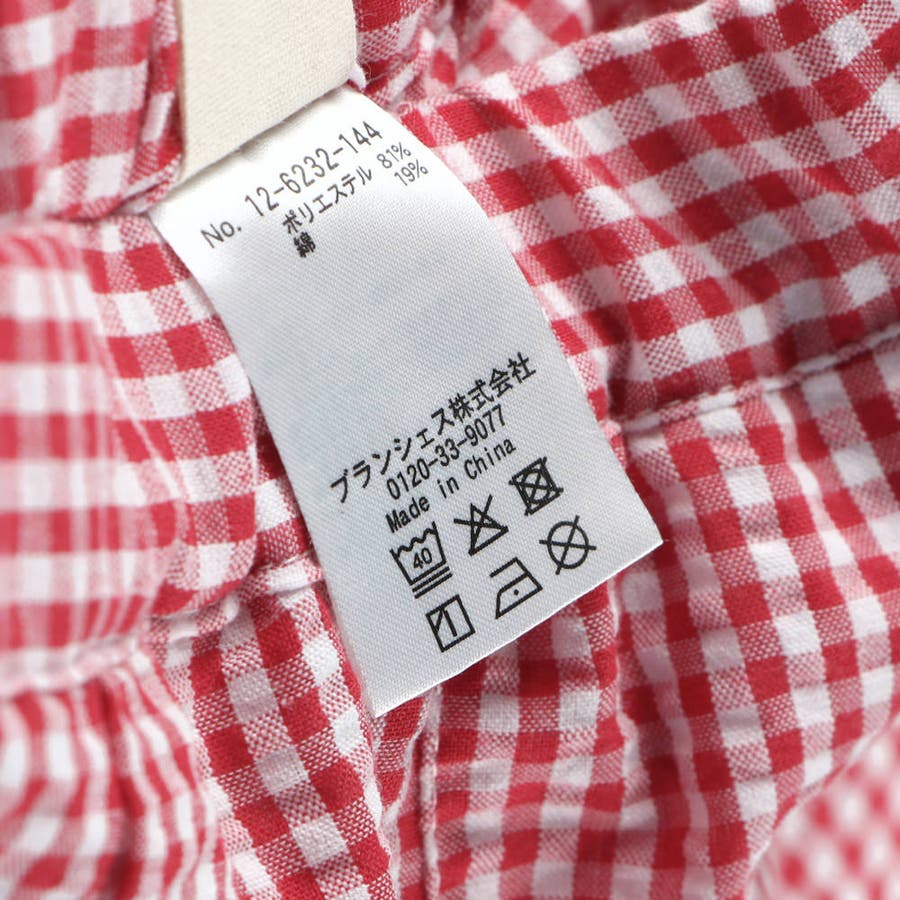 No. 12-6232-144
ポリエステル 81%
綿 19%
ブランシェス株式会社
0120-33-9077
Made in China
40